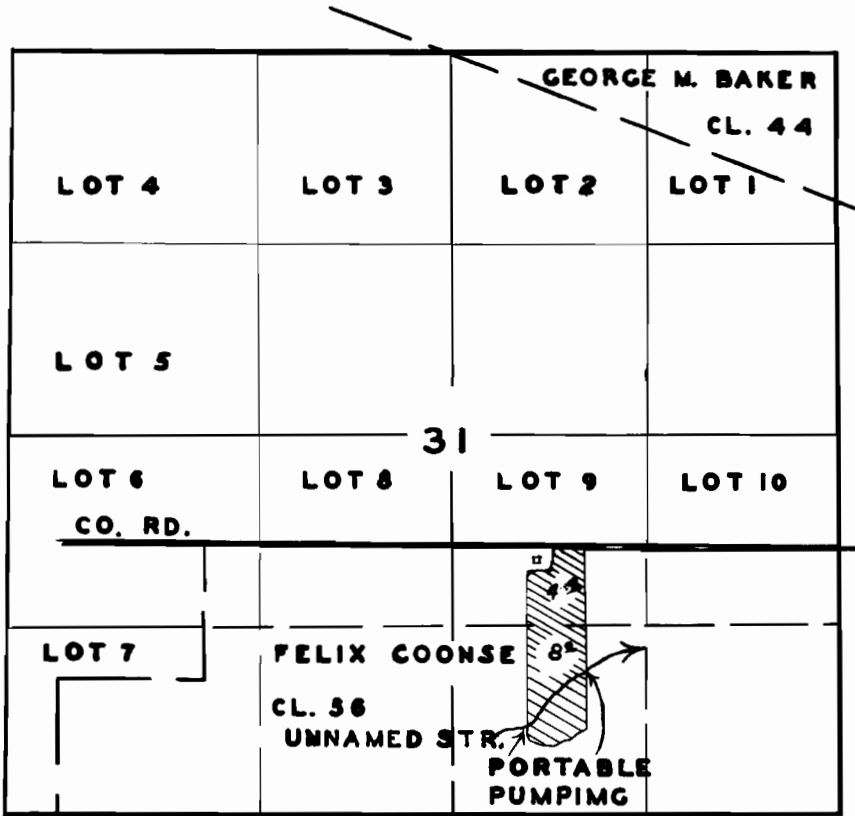 GEORGE M. BAKER
CL. 44
LOT 4
LOT 3
LOT 2
LOT 1
LOT 5
31
LOT 6
LOT 8
LOT 9
LOT 10
CO. RD.
LOT 7
FELIX COONSE
CL. 56
UNNAMED STR.
PORTABLE
PUMPIMG